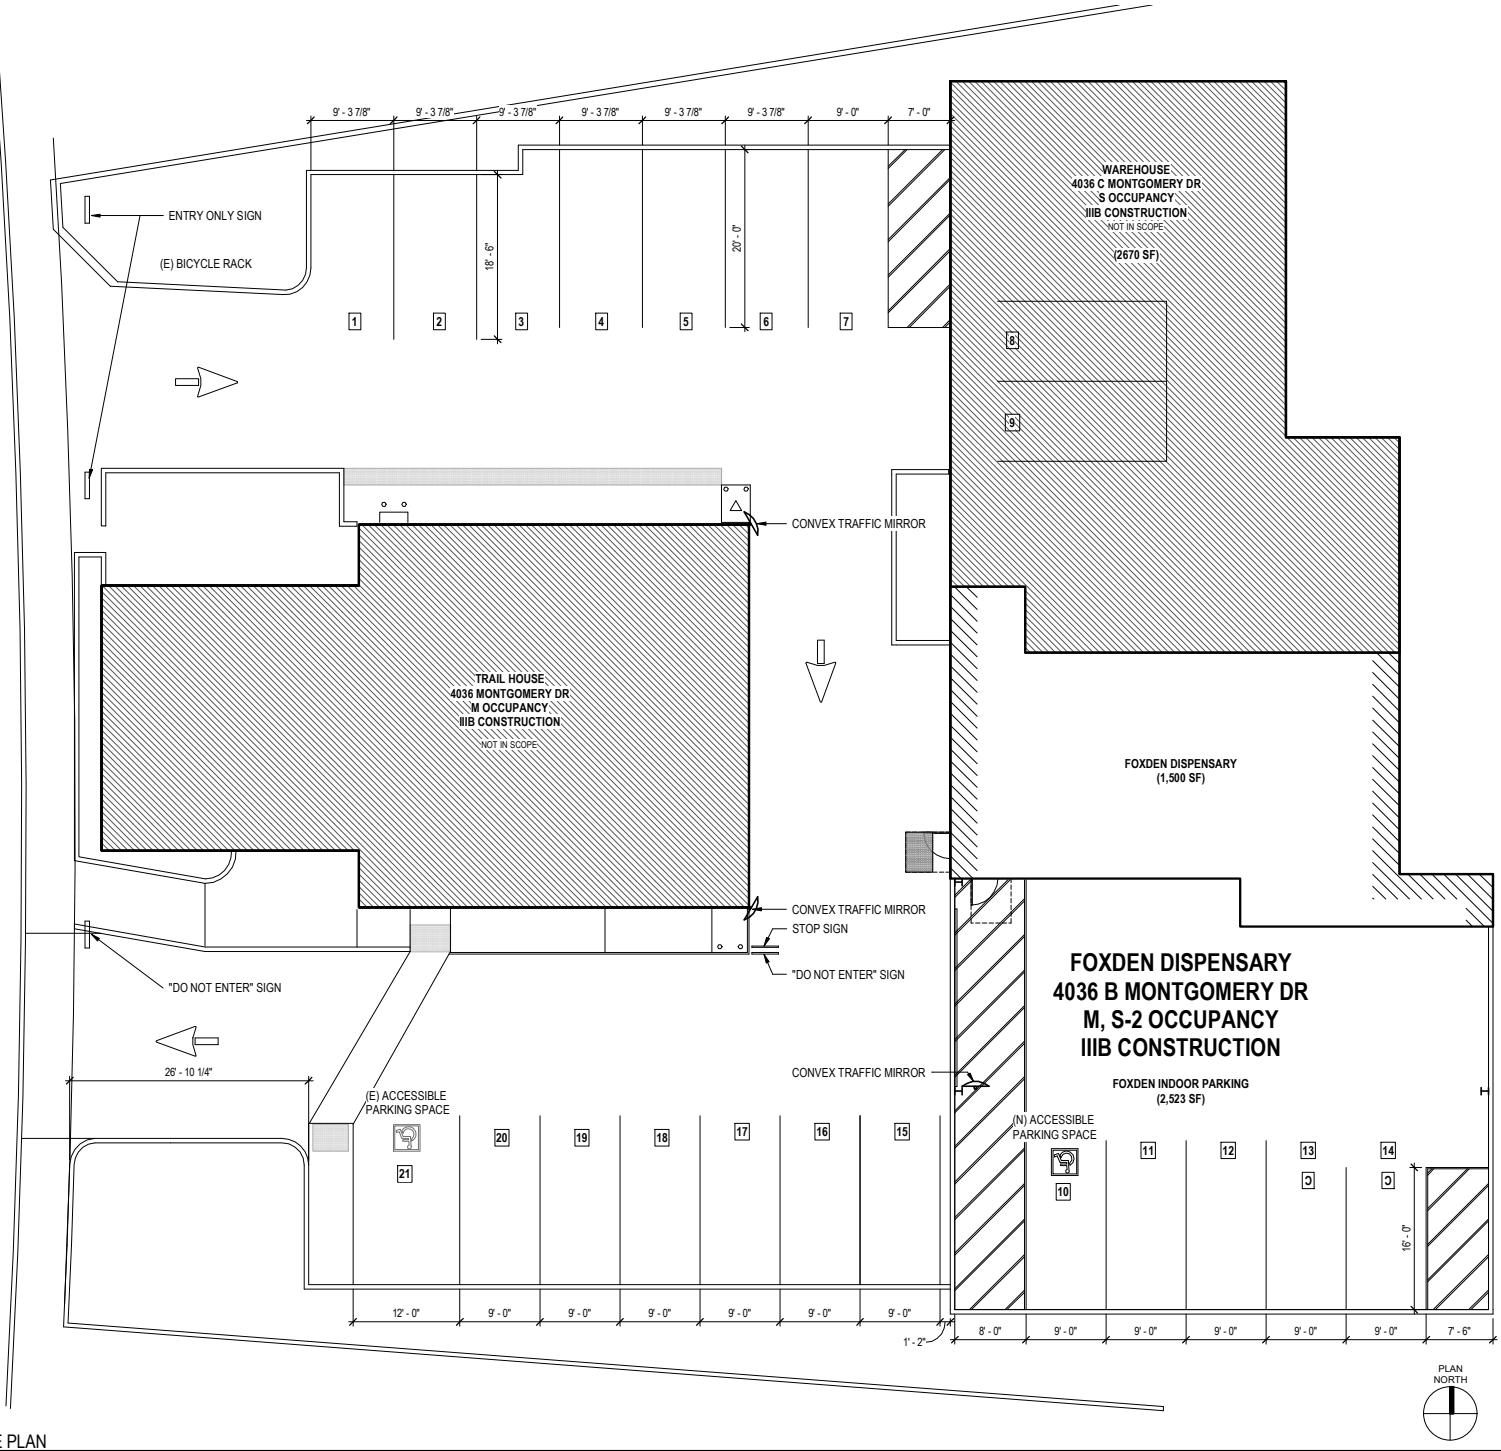 9' - 3 7/8"
9' - 3 7/8"
9' - 3 7/8"
9' - 3 7/8"
9' - 3 7/8"
9' - 3 7/8"
9' - 0"
7' - 0"
WAREHOUSE
4036 C MONTGOMERY DR
S OCCUPANCY
IIIB CONSTRUCTION
NOT IN SCOPE
(2670 SF)
ENTRY ONLY SIGN
(E) BICYCLE RACK
18' - 6"
20' - 0"
1
2
3
4
5
6
7
8
9
CONVEX TRAFFIC MIRROR
TRAIL HOUSE
4036 MONTGOMERY DR
M OCCUPANCY
IIIB CONSTRUCTION
NOT IN SCOPE
FOXDEN DISPENSARY
(1,500 SF)
CONVEX TRAFFIC MIRROR
STOP SIGN
"DO NOT ENTER" SIGN
"DO NOT ENTER" SIGN
FOXDEN DISPENSARY
4036 B MONTGOMERY DR
M, S-2 OCCUPANCY
IIIB CONSTRUCTION
FOXDEN INDOOR PARKING
(2,523 SF)
CONVEX TRAFFIC MIRROR
26' - 10 1/4"
(E) ACCESSIBLE
PARKING SPACE
21
20
19
18
17
16
15
(N) ACCESSIBLE
PARKING SPACE
10
11
12
13
14
C
C
16' - 0"
12' - 0"
9' - 0"
9' - 0"
9' - 0"
9' - 0"
9' - 0"
9' - 0"
1' - 2"
8' - 0"
9' - 0"
9' - 0"
9' - 0"
9' - 0"
9' - 0"
7' - 6"
PLAN
NORTH
E PLAN